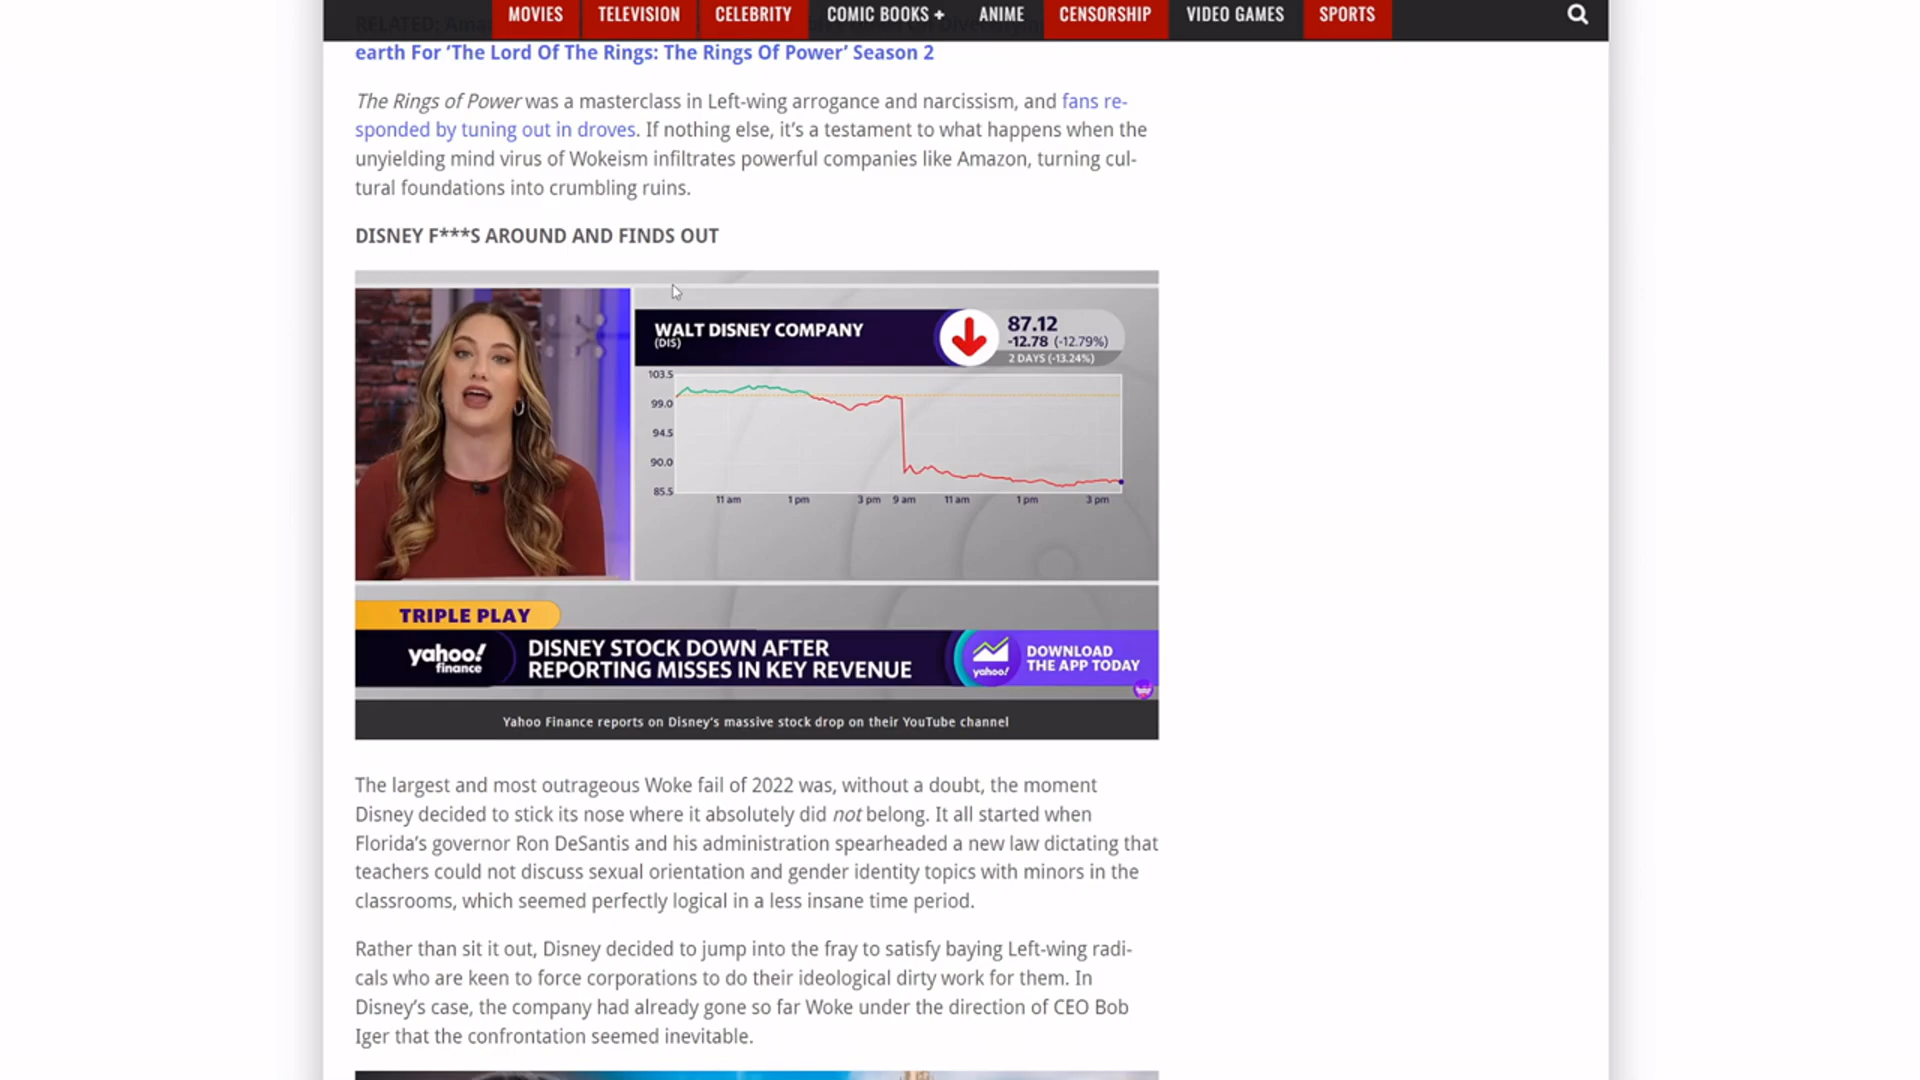 MOVIES TELEVISION CELEBRITY COMIC BOOKS + ANIME CENSORSHIP VIDEO GAMES SPORTS
RELATED:
earth For ‘The Lord Of The Rings: The Rings Of Power’ Season 2
The Rings of Power was a masterclass in Left-wing arrogance and narcissism, and fans re-
sponded by tuning out in droves. If nothing else, it’s a testament to what happens when the
unyielding mind virus of Wokeism infiltrates powerful companies like Amazon, turning cul-
tural foundations into crumbling ruins.
DISNEY F***S AROUND AND FINDS OUT
WALT DISNEY COMPANY
(DIS)
87.12
-12.78 (-12.79%)
2 DAYS (-13.24%)
103.5
99.0
94.5
90.0
85.5
11 am 1 pm 3 pm 9 am 11 am 1 pm 3 pm
TRIPLE PLAY
yahoo!
finance
DISNEY STOCK DOWN AFTER
REPORTING MISSES IN KEY REVENUE
yahoo!
DOWNLOAD
THE APP TODAY
Yahoo Finance reports on Disney’s massive stock drop on their YouTube channel
The largest and most outrageous Woke fail of 2022 was, without a doubt, the moment
Disney decided to stick its nose where it absolutely did not belong. It all started when
Florida’s governor Ron DeSantis and his administration spearheaded a new law dictating that
teachers could not discuss sexual orientation and gender identity topics with minors in the
classrooms, which seemed perfectly logical in a less insane time period.
Rather than sit it out, Disney decided to jump into the fray to satisfy baying Left-wing radi-
cals who are keen to force corporations to do their ideological dirty work for them. In
Disney’s case, the company had already gone so far Woke under the direction of CEO Bob
Iger that the confrontation seemed inevitable.